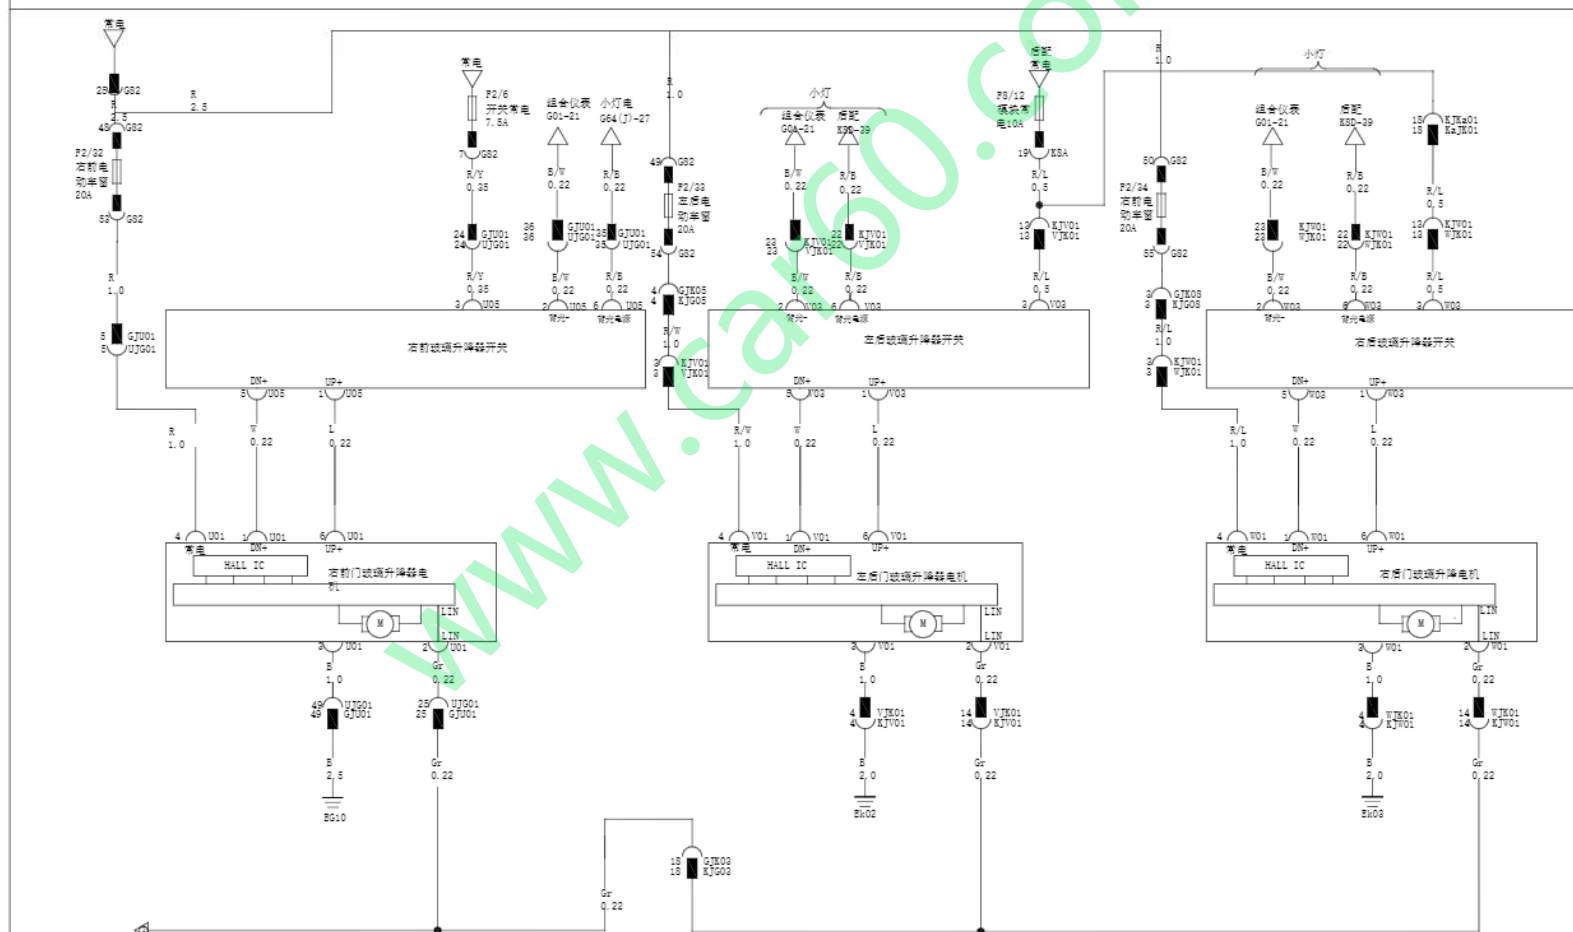 常电
25 GS2
R
2.5
R
2.5
48 GS2
F2/32
右前电
动车窗
20A
53 GS2
R
1.0
5 GJU01
5 UJG01
R
1.0
常电
F2/6
开关常电
7.5A
7 GS2
R/Y
0.35
24 GJU01
24 UJG01
R/Y
0.35
3 U05
组合仪表
G01-21
B/W
0.22
36 GJU01
36 UJG01
B/W
0.22
2 U05
背光-
小灯电
G64(J)-27
R/B
0.22
35 GJU01
35 UJG01
R/B
0.22
6 U05
背光电源
右前玻璃升降器开关
DN+
5 U05
UP+
1 U05
W
0.22
L
0.22
R
1.0
49 GS2
F2/33
左后电
动车窗
20A
54 GS2
4 GJK05
4 KJG05
R/W
1.0
3 KJV01
3 VJK01
R/W
1.0
小灯
组合仪表
G01-21
B/W
0.22
23 KJV01
23 VJK01
B/W
0.22
2 V03
背光-
后配
KSD-39
R/B
0.22
22 KJV01
22 VJK01
R/B
0.22
6 V03
背光电源
后配
常电
F8/12
模块常
电10A
19 KSA
R/L
0.5
13 KJV01
13 VJK01
R/L
0.5
3 V03
左后玻璃升降器开关
DN+
5 V03
UP+
1 V03
W
0.22
L
0.22
R
1.0
50 GS2
F2/34
右前电
动车窗
20A
55 GS2
3 GJK08
3 KJG08
R/L
1.0
3 KJW01
3 WJK01
R/L
1.0
小灯
组合仪表
G01-21
B/W
0.22
23 KJW01
23 WJK01
B/W
0.22
2 W03
背光-
后配
KSD-39
R/B
0.22
22 KJW01
22 WJK01
R/B
0.22
6 W03
背光电源
18 KJKa01
18 KaJK01
R/L
0.5
13 KJW01
13 WJK01
R/L
0.5
3 W03
右后玻璃升降器开关
DN+
5 W03
UP+
1 W03
W
0.22
L
0.22
4 U01
常电
1 U01
DN+
6 U01
UP+
HALL IC
右前门玻璃升降器电
机
M
LIN
LIN
3 U01
2 U01
B
1.0
Gr
0.22
49 UJG01
49 GJU01
25 UJG01
25 GJU01
B
2.5
Gr
0.22
EG10
4 V01
常电
1 V01
DN+
6 V01
UP+
HALL IC
左后门玻璃升降器电机
M
LIN
LIN
3 V01
2 V01
B
1.0
Gr
0.22
4 VJK01
4 KJV01
14 VJK01
14 KJV01
B
2.0
Gr
0.22
Ek02
4 W01
常电
1 W01
DN+
6 W01
UP+
HALL IC
右后门玻璃升降电机
M
LIN
LIN
3 W01
2 W01
B
1.0
Gr
0.22
4 WJK01
4 KJW01
14 WJK01
14 KJW01
B
2.0
Gr
0.22
Ek03
18 GJK03
18 KJG03
Gr
0.22
www.car60.co